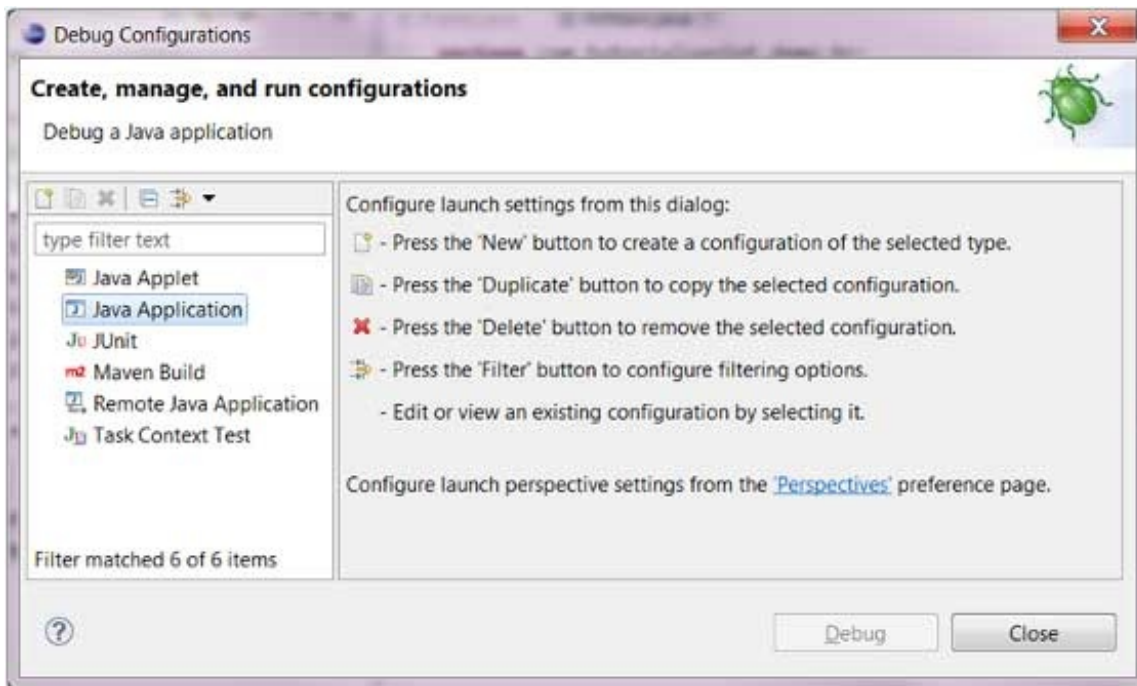 Debug Configurations
Create, manage, and run configurations
Debug a Java application
type filter text
Java Applet
Java Application
Ju JUnit
m2 Maven Build
Remote Java Application
Ju Task Context Test
Filter matched 6 of 6 items
Configure launch settings from this dialog:
- Press the 'New' button to create a configuration of the selected type.
- Press the 'Duplicate' button to copy the selected configuration.
- Press the 'Delete' button to remove the selected configuration.
- Press the 'Filter' button to configure filtering options.
- Edit or view an existing configuration by selecting it.
Configure launch perspective settings from the 'Perspectives' preference page.
?
Debug
Close